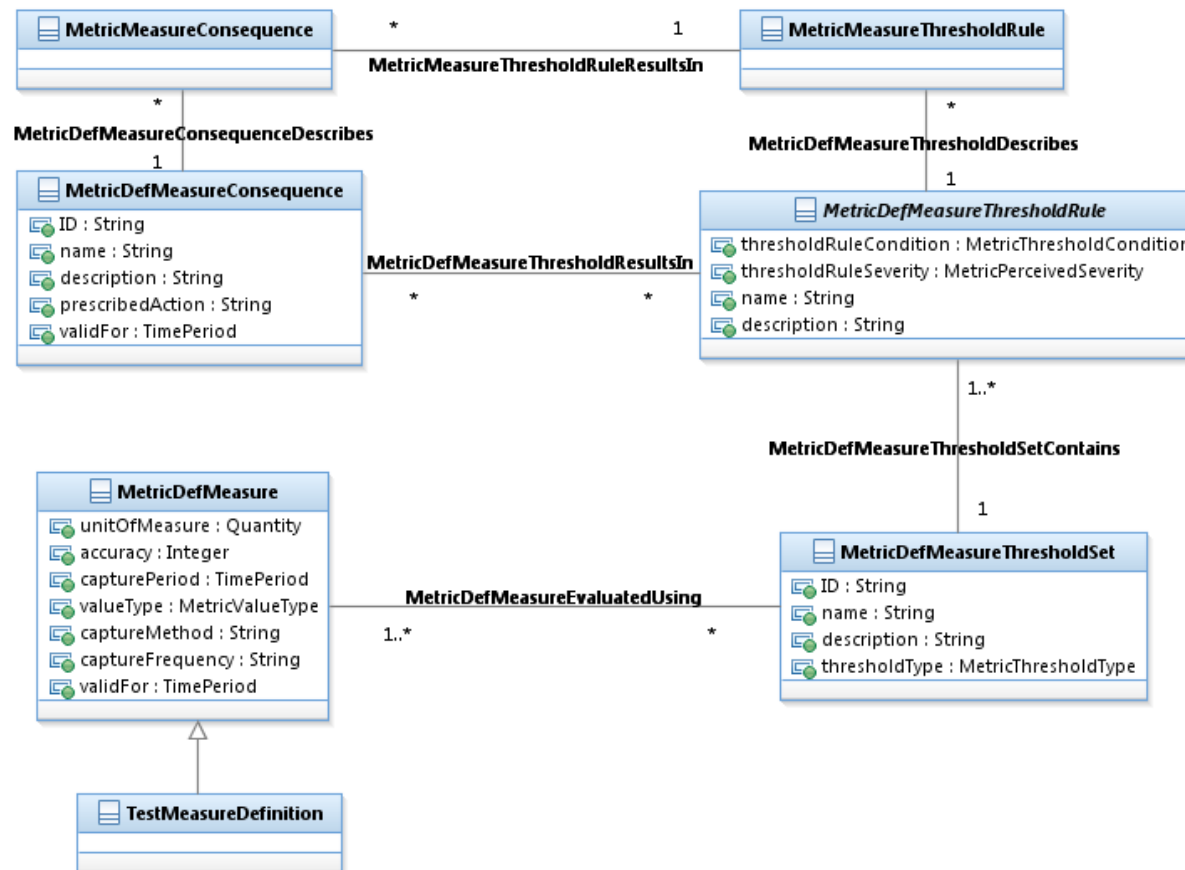 MetricMeasureConsequence
* 1
MetricMeasureThresholdRule
MetricMeasureThresholdRuleResultsIn
*
MetricDefMeasureConsequenceDescribes
1
*
MetricDefMeasureThresholdDescribes
1
MetricDefMeasureConsequence
ID : String
name : String
description : String
prescribedAction : String
validFor : TimePeriod
MetricDefMeasureThresholdResultsIn
* *
MetricDefMeasureThresholdRule
thresholdRuleCondition : MetricThresholdCondition
thresholdRuleSeverity : MetricPerceivedSeverity
name : String
description : String
1..*
MetricDefMeasureThresholdSetContains
1
MetricDefMeasure
unitOfMeasure : Quantity
accuracy : Integer
capturePeriod : TimePeriod
valueType : MetricValueType
captureMethod : String
captureFrequency : String
validFor : TimePeriod
MetricDefMeasureEvaluatedUsing
1..* *
MetricDefMeasureThresholdSet
ID : String
name : String
description : String
thresholdType : MetricThresholdType
TestMeasureDefinition